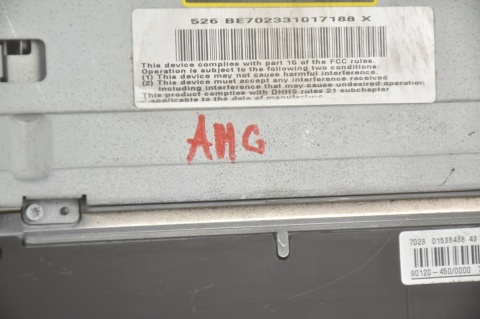 526 BE702331017188 X
This device complies with part 15 of the FCC rules.
Operation is subject to the following two conditions:
(1) This device may not cause harmful interference.
(2) This device must accept any interference received
including interference that may cause undesired operation
This product complies with DHHS rules 21 subchapter
applicable to the date of manufacture
AMG
7023 01536438 43
90120-450/0000